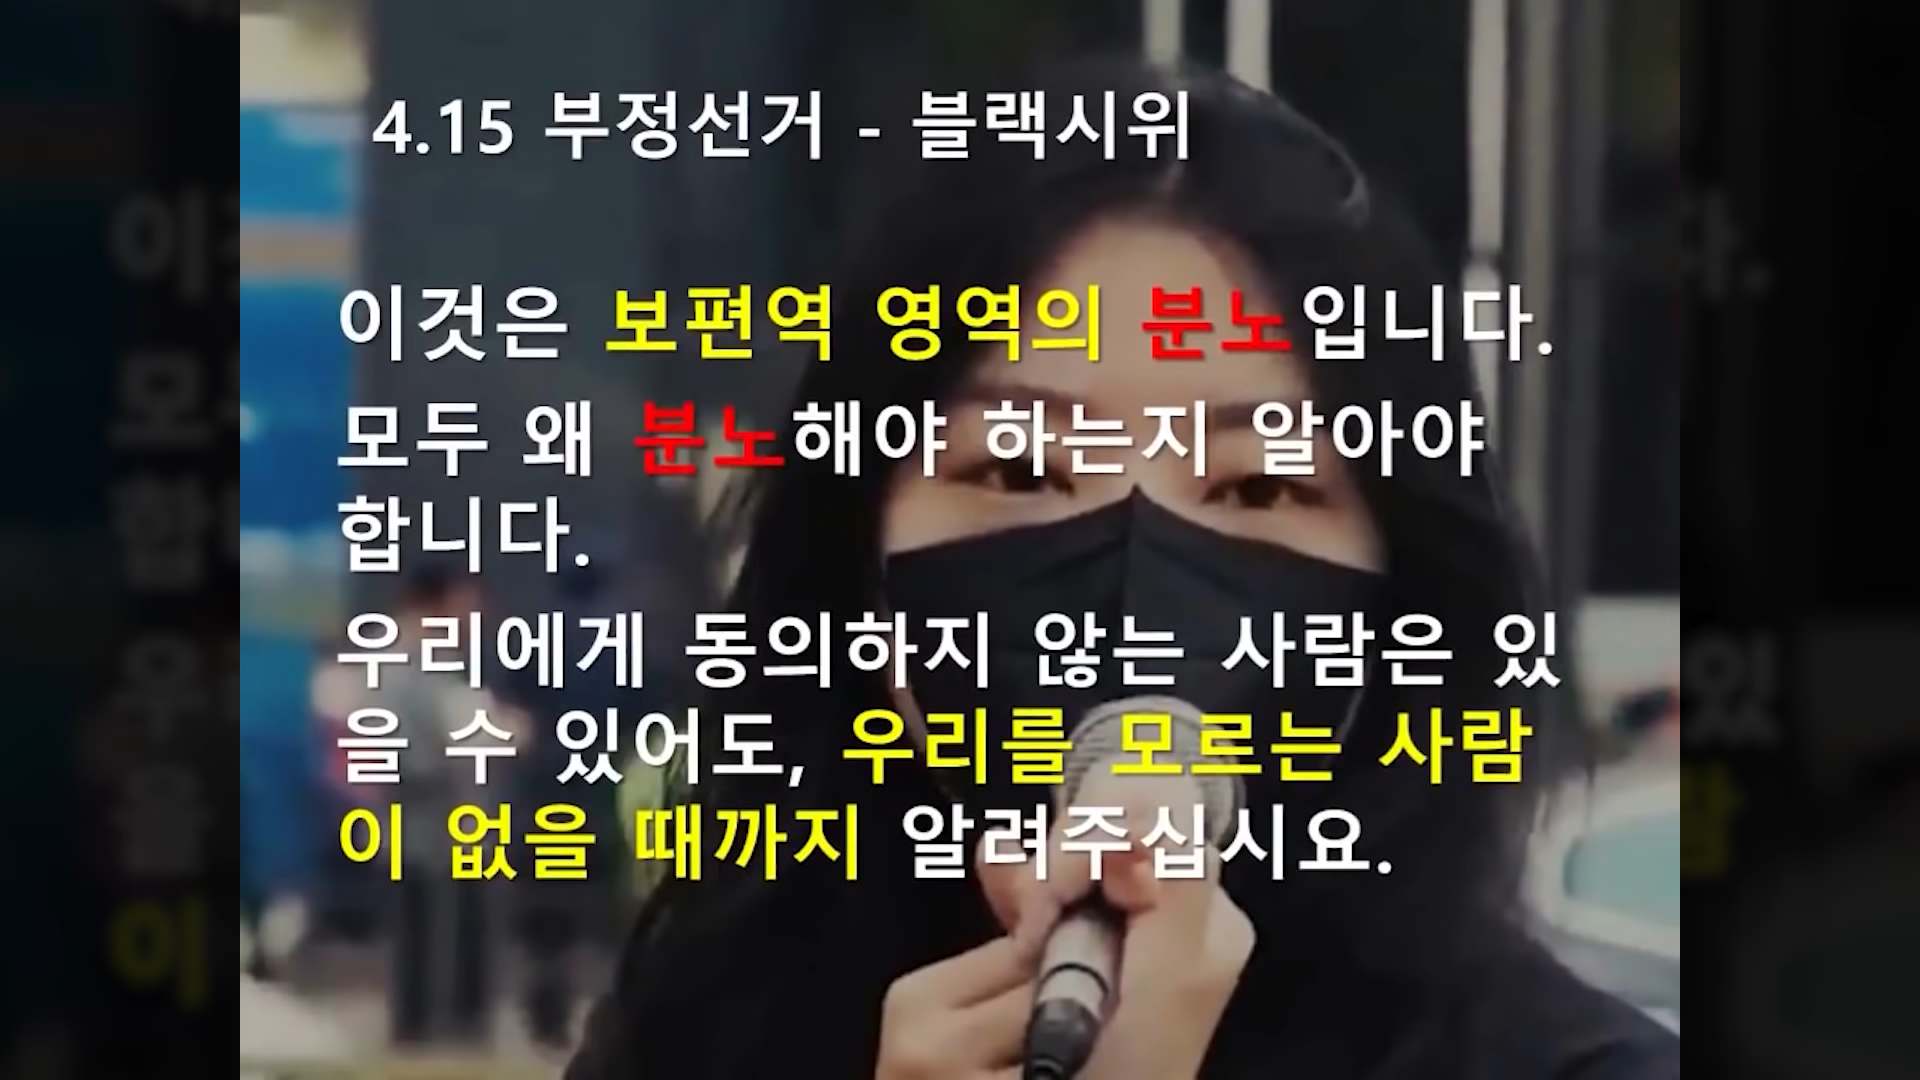 4.15 부정선거 - 블랙시위
이것은 보편역 영역의 분노입니다.
모두 왜 분노해야 하는지 알아야
합니다.
우리에게 동의하지 않는 사람은 있
을 수 있어도, 우리를 모르는 사람
이 없을 때까지 알려주십시요.